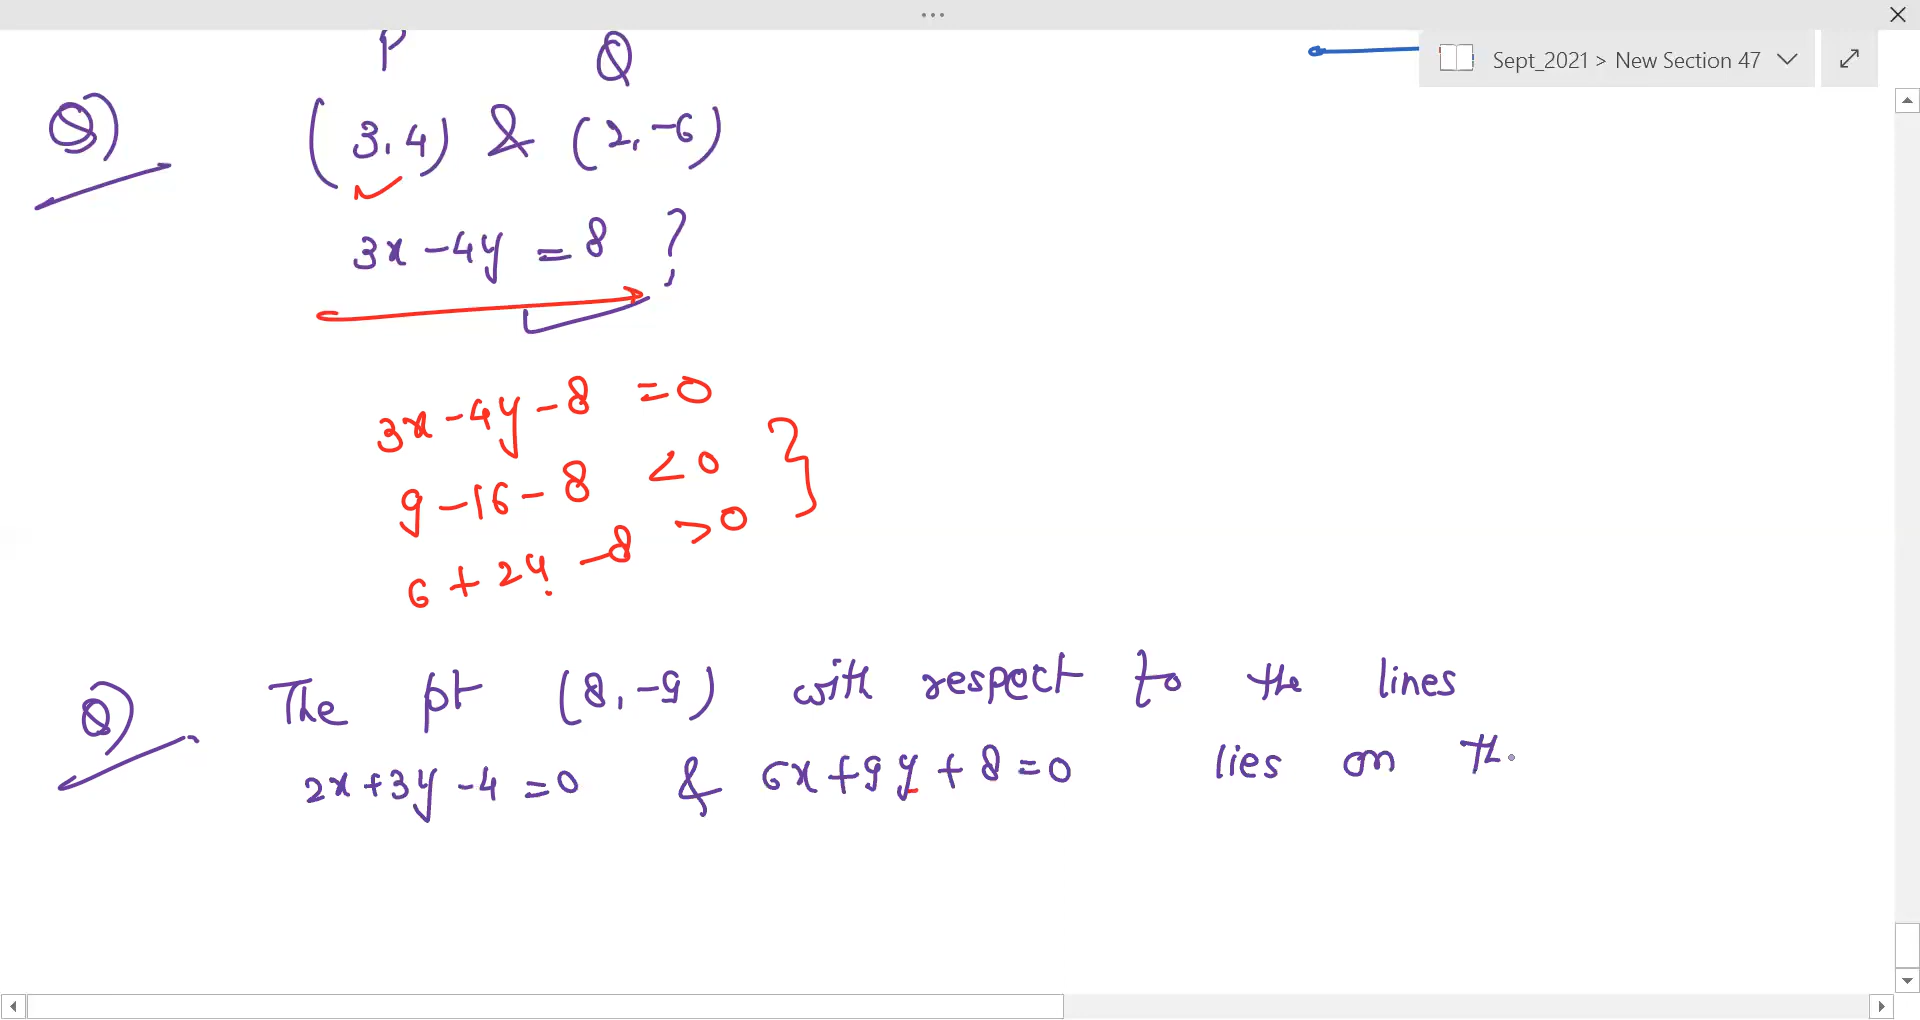 P Q
Sept_2021 > New Section 47
Q) (3,4) & (2,-6)
3x-4y = 8 ?
3x-4y-8 =0
9-16-8 <0
6+24-8 >0
Q) The pt (8,-9) with respect to the lines
2x+3y-4=0 & 6x+9y+8=0 lies on th